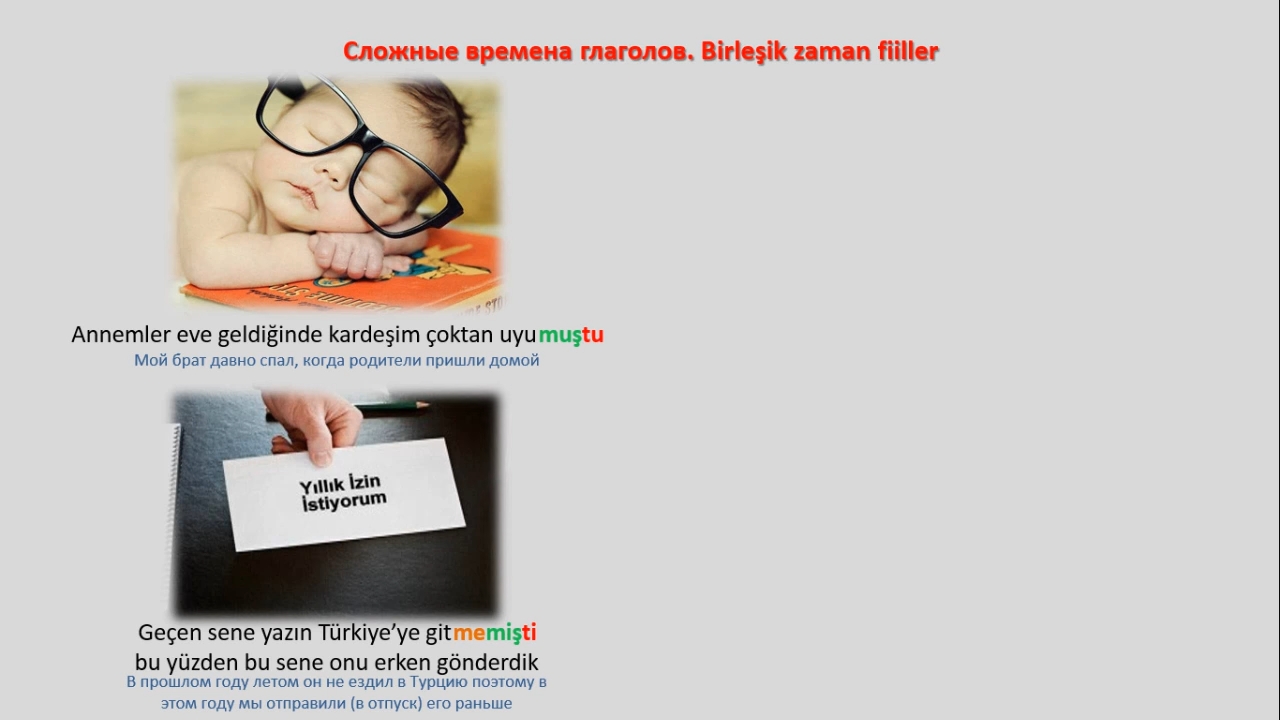 Сложные времена глаголов. Birleşik zaman fiiller
Annemler eve geldiğinde kardeşim çoktan uyumuştu
Мой брат давно спал, когда родители пришли домой
Yıllık İzin
İstiyorum
Geçen sene yazın Türkiye’ye gitmemişti
bu yüzden bu sene onu erken gönderdik
В прошлом году летом он не ездил в Турцию поэтому в
этом году мы отправили (в отпуск) его раньше